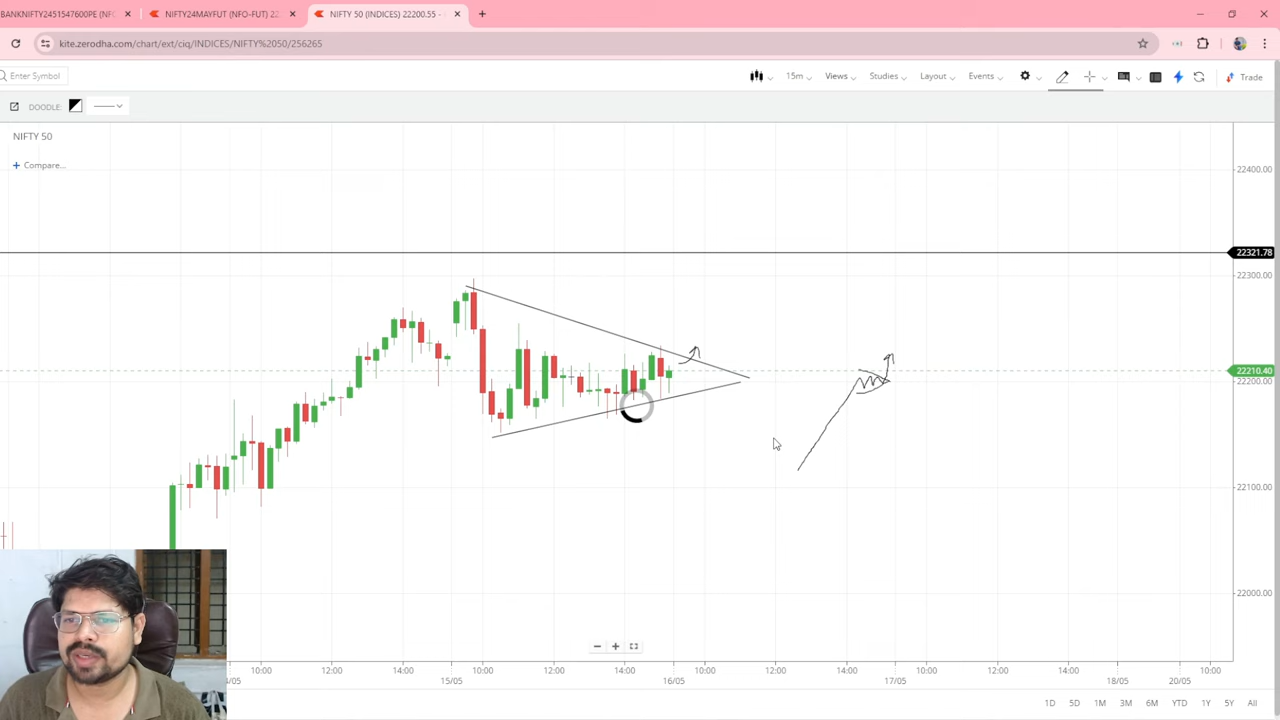 BANKNIFTY2451547600PE (NFO
NIFTY24MAYFUT (NFO-FUT) 22
NIFTY 50 (INDICES) 22200.55 -
kite.zerodha.com/chart/ext/ciq/INDICES/NIFTY%2050/256265
Enter Symbol
15m
Views
Studies
Layout
Events
Trade
DOODLE:
NIFTY 50
+ Compare...
22400.00
22321.78
22300.00
22210.40
22200.00
22100.00
22000.00
10:00 12:00 14:00 10:00 12:00 14:00 10:00 12:00 14:00 10:00 12:00 14:00 10:00
4/05 15/05 16/05 17/05 18/05 20/05
1D 5D 1M 3M 6M YTD 1Y 5Y All